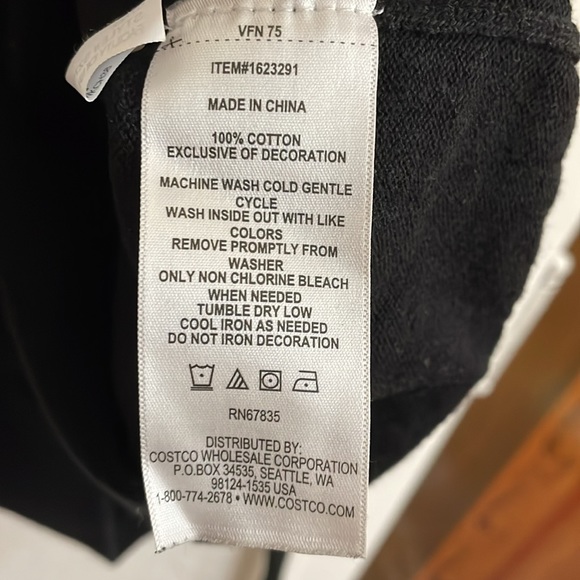 VFN 75
ITEM#1623291
MADE IN CHINA
100% COTTON
EXCLUSIVE OF DECORATION
MACHINE WASH COLD GENTLE
CYCLE
WASH INSIDE OUT WITH LIKE
COLORS
REMOVE PROMPTLY FROM
WASHER
ONLY NON CHLORINE BLEACH
WHEN NEEDED
TUMBLE DRY LOW
COOL IRON AS NEEDED
DO NOT IRON DECORATION
RN67835
DISTRIBUTED BY:
COSTCO WHOLESALE CORPORATION
P.O.BOX 34535, SEATTLE, WA
98124-1535 USA
1-800-774-2678 • WWW.COSTCO.COM